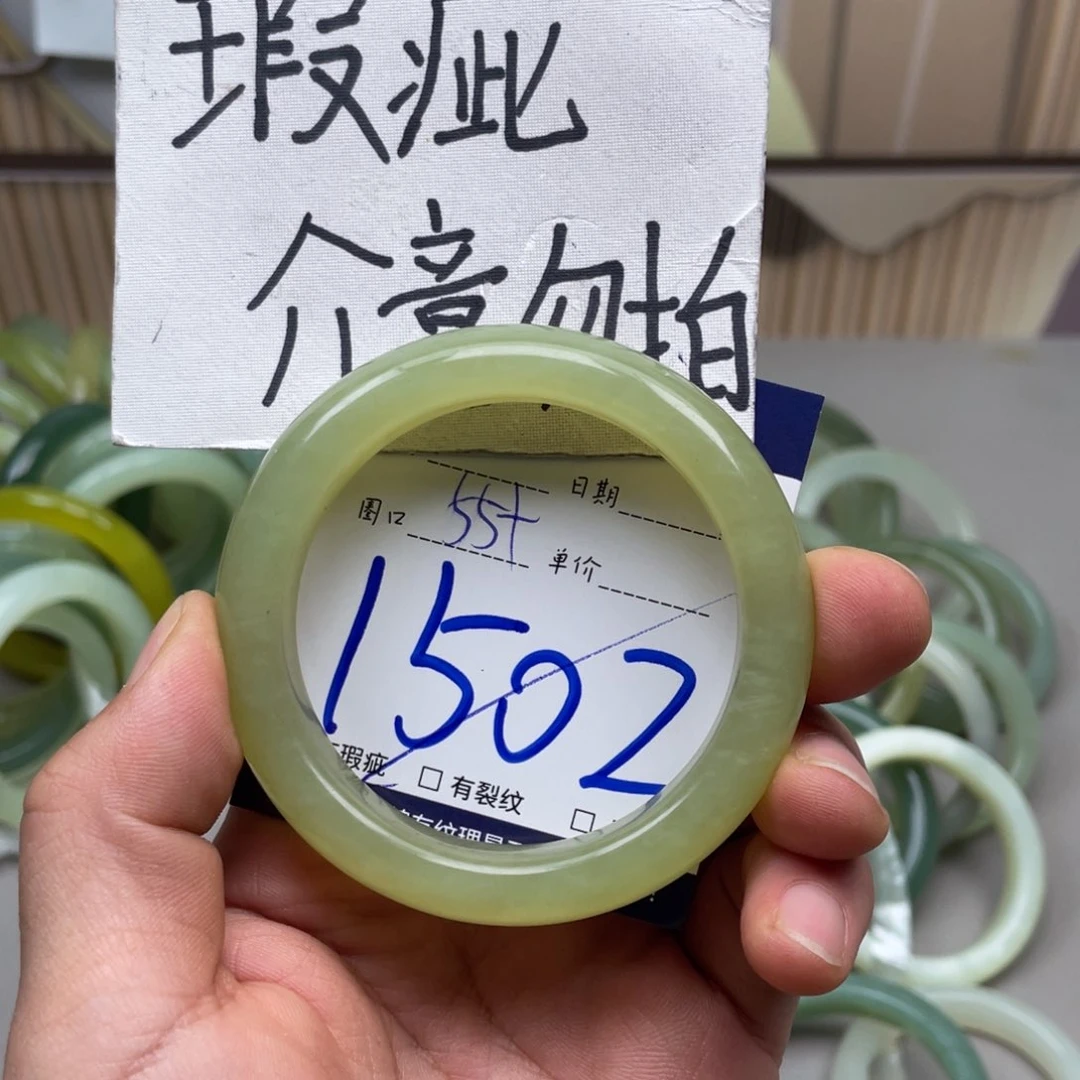 瑕疵
介意勿拍
日期
圈口 55+
单价
1502
瑕疵 □ 有裂纹 □